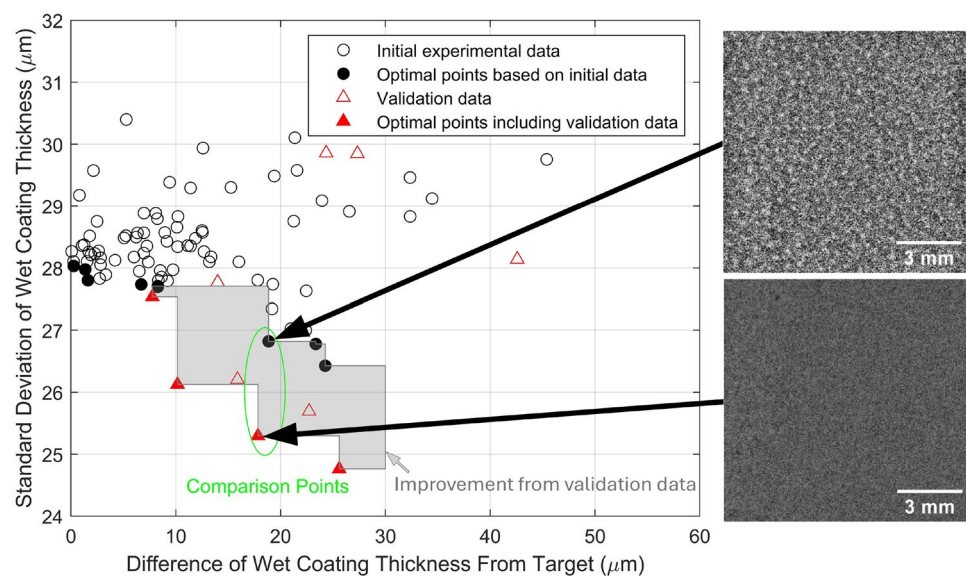 Standard Deviation of Wet Coating Thickness (μm)
32
31
30
29
28
27
26
25
24
Initial experimental data
Optimal points based on initial data
Validation data
Optimal points including validation data
Comparison Points
Improvement from validation data
0 10 20 30 40 50 60
Difference of Wet Coating Thickness From Target (μm)
3 mm
3 mm